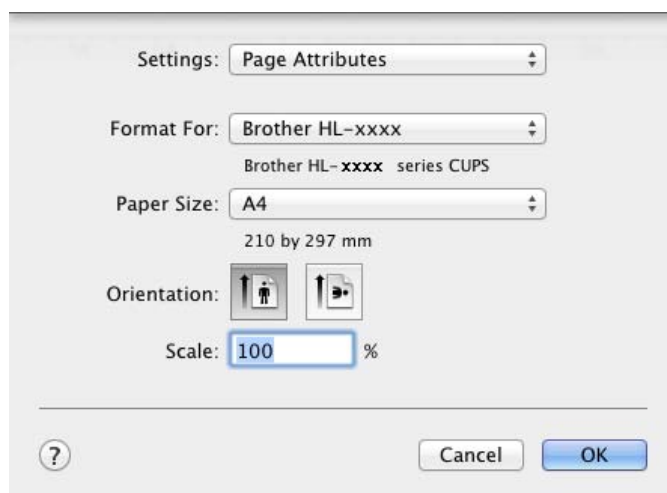 Settings: Page Attributes
Format For: Brother HL-xxxx
Brother HL-xxxx series CUPS
Paper Size: A4
210 by 297 mm
Orientation:
Scale: 100 %
? Cancel OK